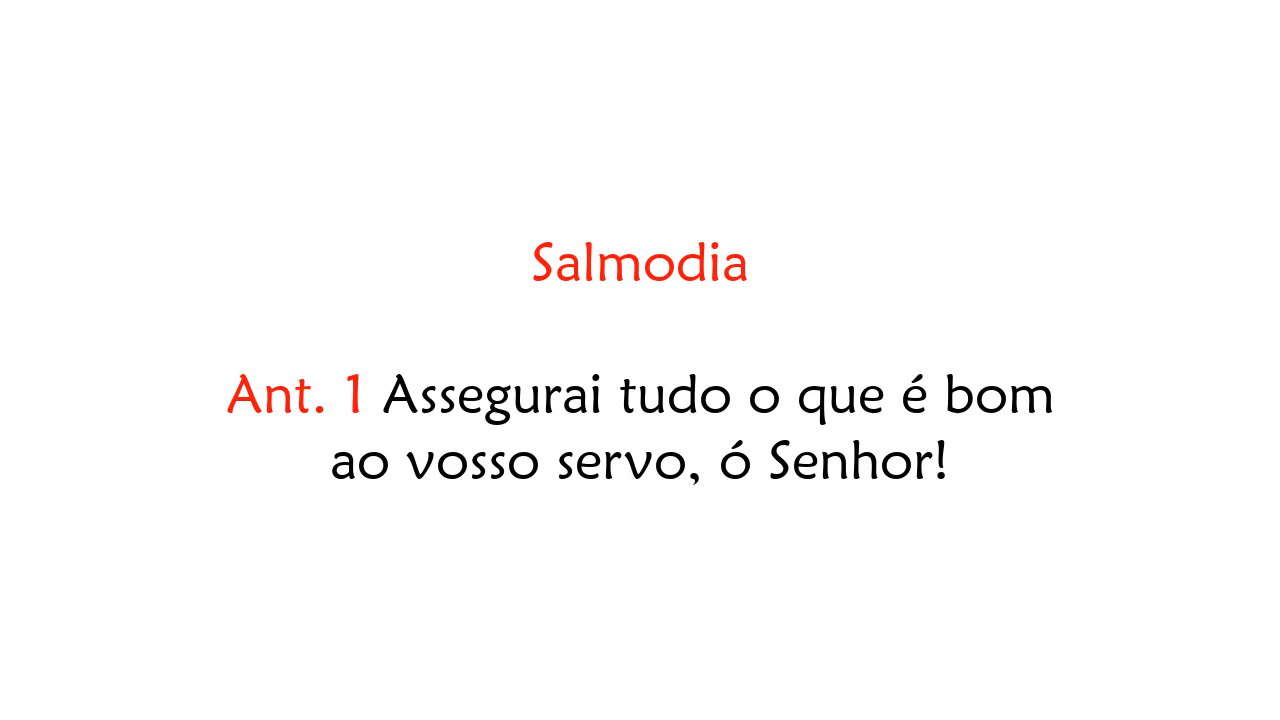 Salmodia
Ant. 1 Assegurai tudo o que é bom
ao vosso servo, ó Senhor!